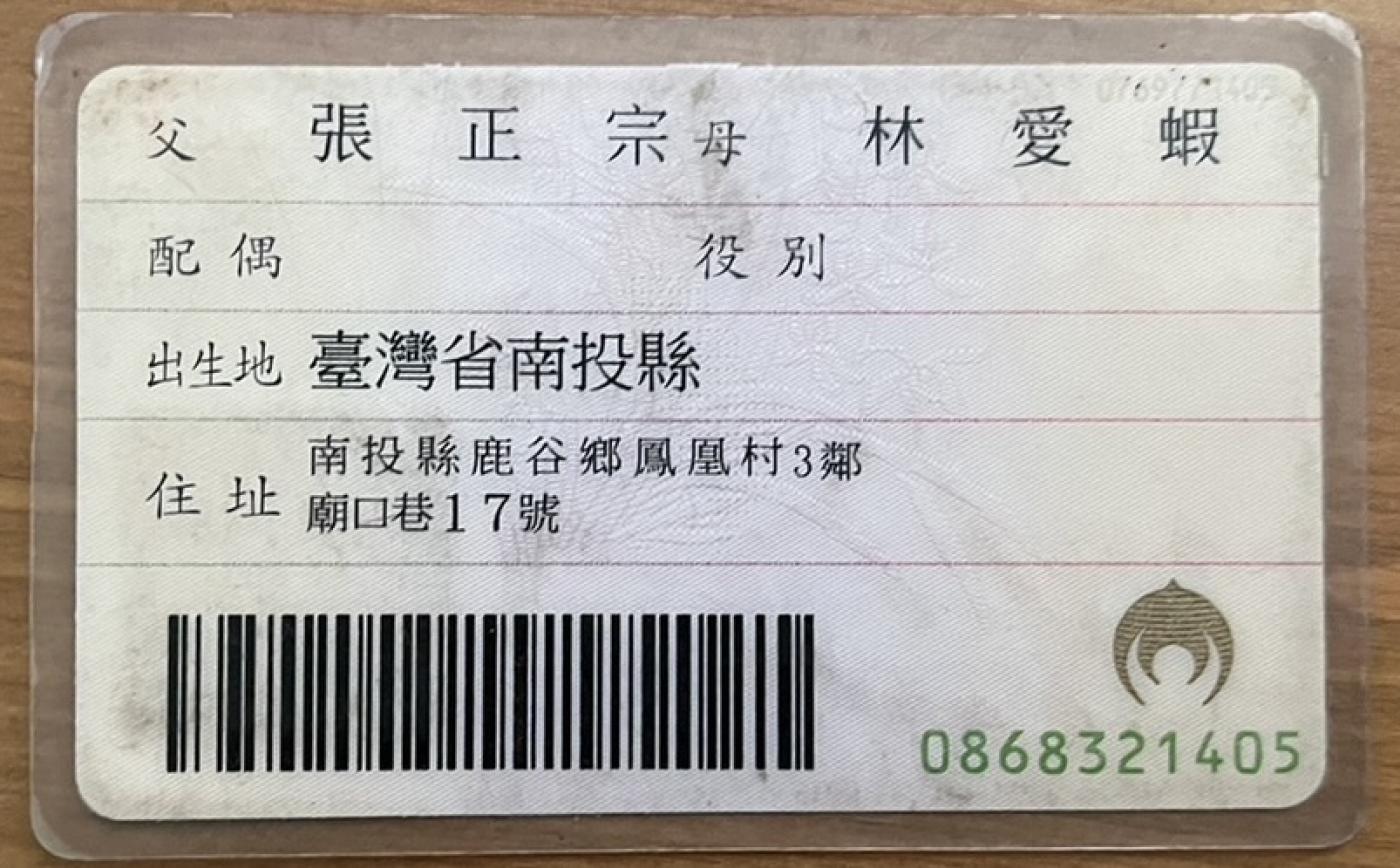 父 張正宗 母 林愛蝦
配偶 役別
出生地 臺灣省南投縣
住址 南投縣鹿谷鄉鳳凰村3鄰
廟口巷17號
0868321405